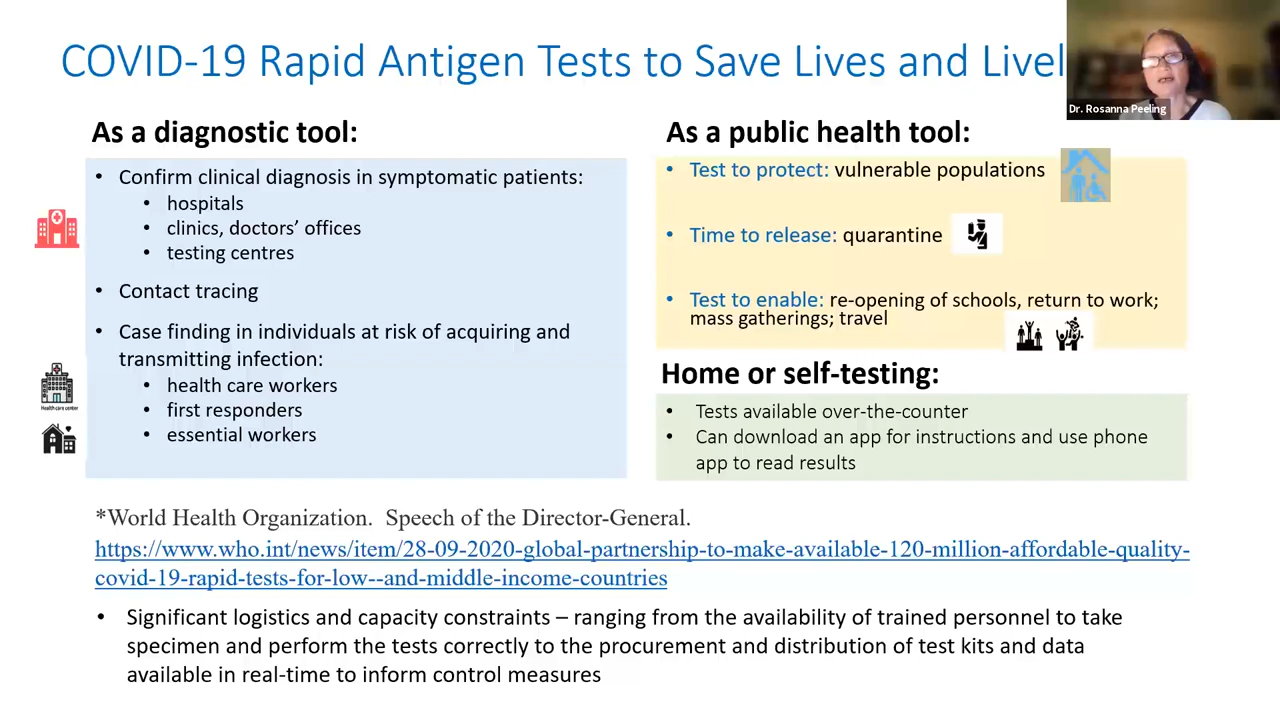 COVID-19 Rapid Antigen Tests to Save Lives and Livel
Dr. Rosanna Peeling
As a diagnostic tool:
• Confirm clinical diagnosis in symptomatic patients:
• hospitals
• clinics, doctors’ offices
• testing centres
• Contact tracing
• Case finding in individuals at risk of acquiring and
transmitting infection:
• health care workers
• first responders
• essential workers
Health care center
As a public health tool:
• Test to protect: vulnerable populations
• Time to release: quarantine
• Test to enable: re-opening of schools, return to work;
mass gatherings; travel
Home or self-testing:
• Tests available over-the-counter
• Can download an app for instructions and use phone
app to read results
*World Health Organization. Speech of the Director-General.
https://www.who.int/news/item/28-09-2020-global-partnership-to-make-available-120-million-affordable-quality-
covid-19-rapid-tests-for-low--and-middle-income-countries
• Significant logistics and capacity constraints – ranging from the availability of trained personnel to take
specimen and perform the tests correctly to the procurement and distribution of test kits and data
available in real-time to inform control measures